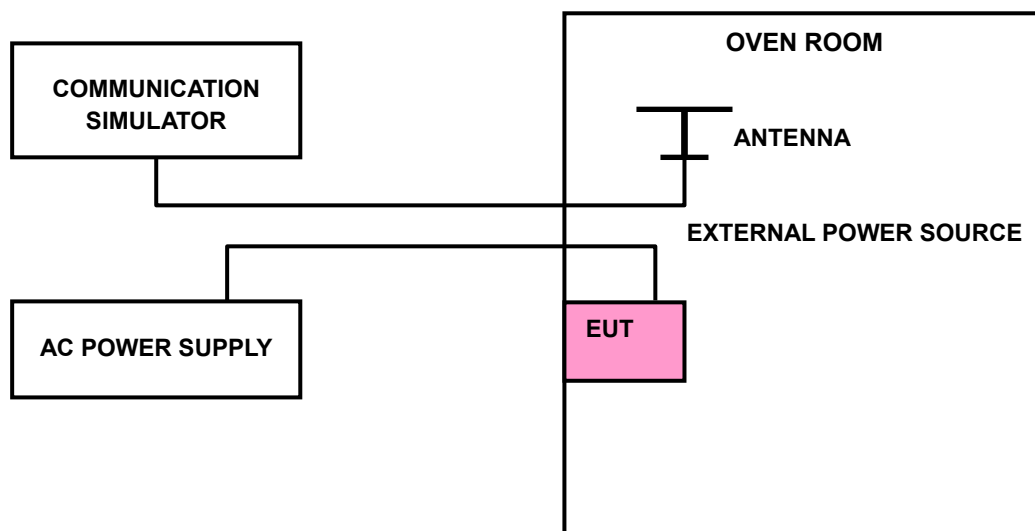 OVEN ROOM
COMMUNICATION
SIMULATOR
ANTENNA
EXTERNAL POWER SOURCE
EUT
AC POWER SUPPLY